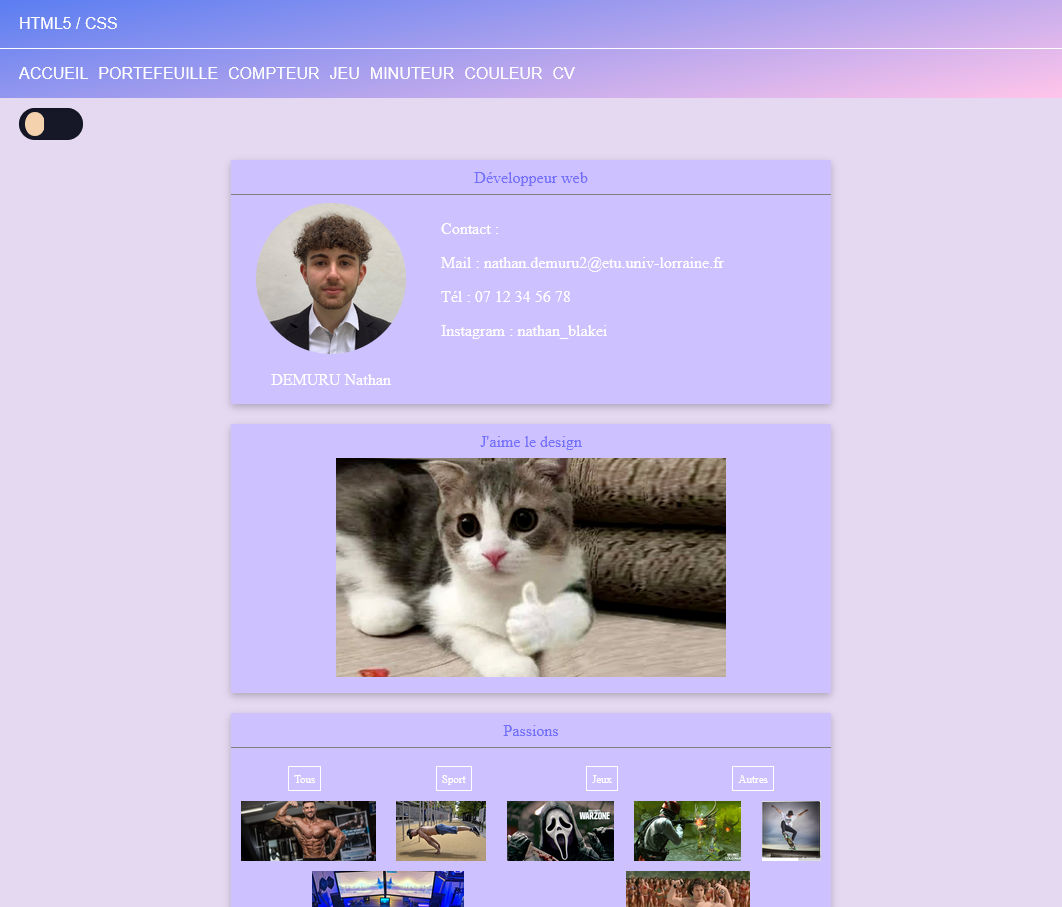 HTML5 / CSS
ACCUEIL PORTEFEUILLE COMPTEUR JEU MINUTEUR COULEUR CV
Développeur web
Contact :
Mail : nathan.demuru2@etu.univ-lorraine.fr
Tél : 07 12 34 56 78
Instagram : nathan_blakei
DEMURU Nathan
J'aime le design
Passions
Tous Sport Jeux Autres
WARZONE